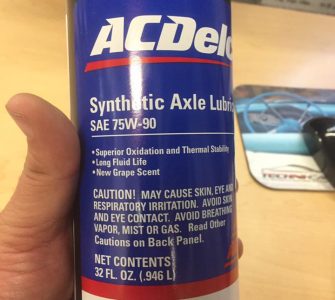 ACDelco
Synthetic Axle Lubric
SAE 75W-90
•Superior Oxidation and Thermal Stability
•Long Fluid Life
•New Grape Scent
CAUTION! MAY CAUSE SKIN, EYE AND
RESPIRATORY IRRITATION. AVOID SKIN
AND EYE CONTACT. AVOID BREATHING
VAPOR, MIST OR GAS. Read Other
Cautions on Back Panel.
NET CONTENTS
32 FL. OZ. (.946 L)